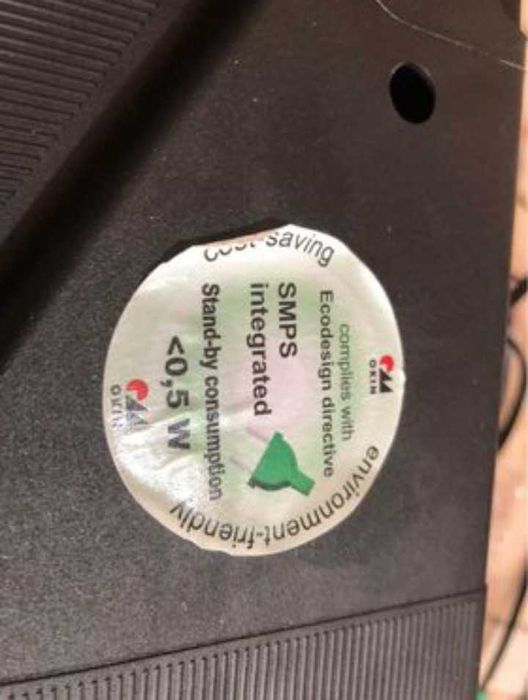 OKIN
complies with
Ecodesign directive
SMPS
integrated
Stand-by consumption
<0,5 W
OKIN
cost-saving
environment-friendly